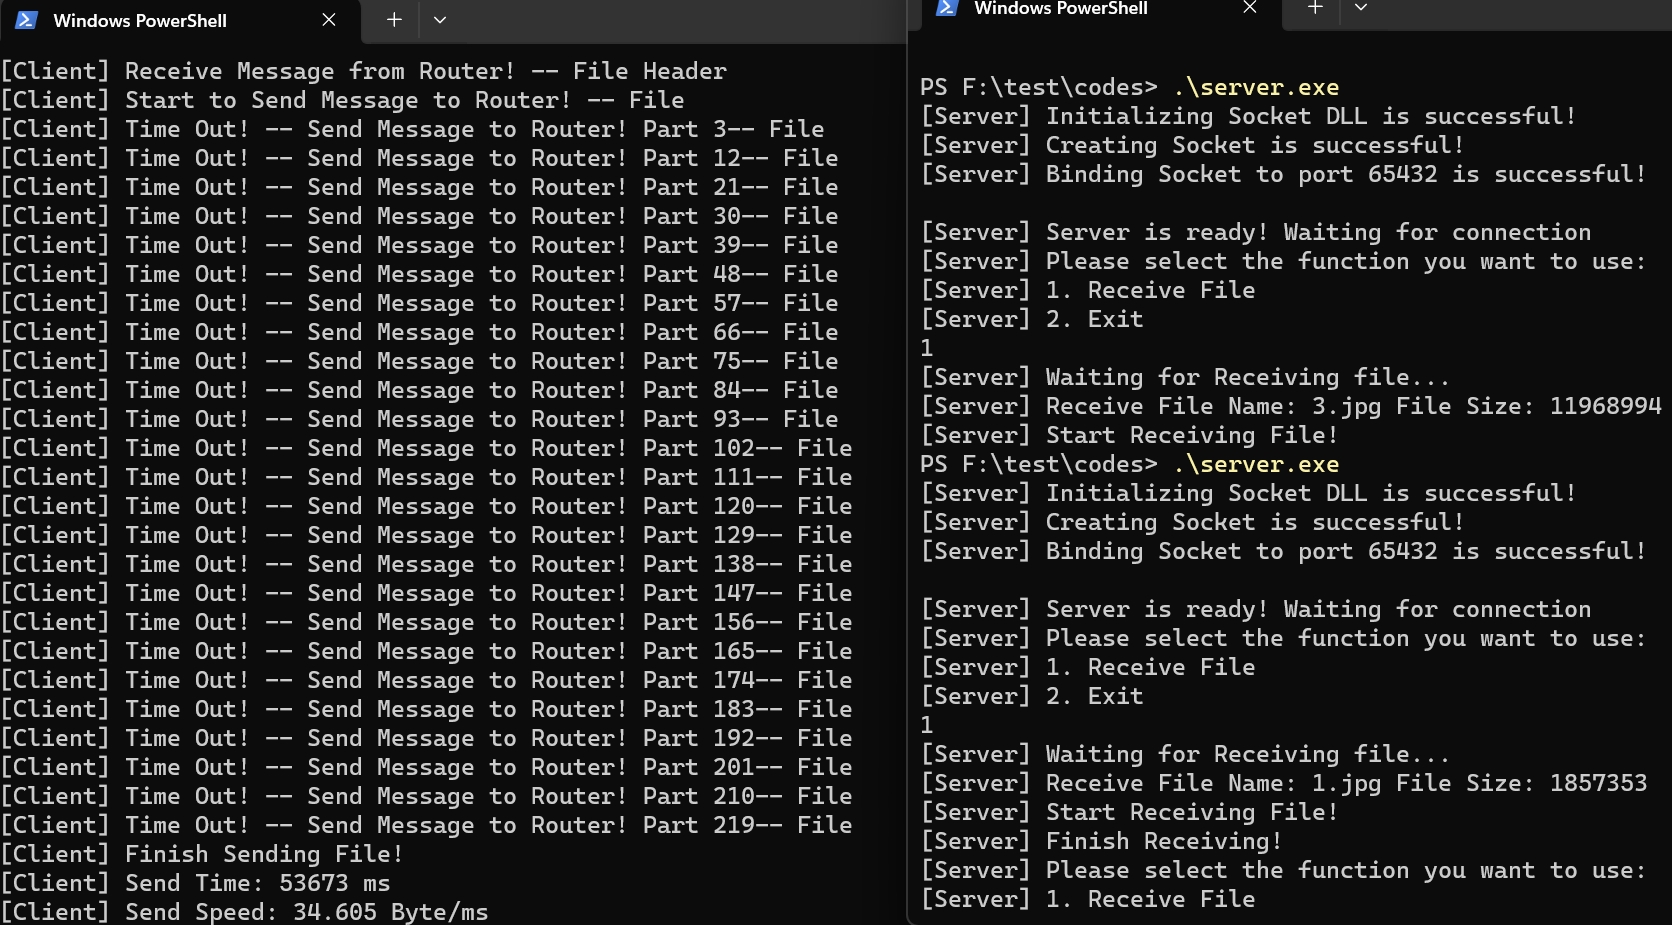 Windows PowerShell
[Client] Receive Message from Router! -- File Header
[Client] Start to Send Message to Router! -- File
[Client] Time Out! -- Send Message to Router! Part 3-- File
[Client] Time Out! -- Send Message to Router! Part 12-- File
[Client] Time Out! -- Send Message to Router! Part 21-- File
[Client] Time Out! -- Send Message to Router! Part 30-- File
[Client] Time Out! -- Send Message to Router! Part 39-- File
[Client] Time Out! -- Send Message to Router! Part 48-- File
[Client] Time Out! -- Send Message to Router! Part 57-- File
[Client] Time Out! -- Send Message to Router! Part 66-- File
[Client] Time Out! -- Send Message to Router! Part 75-- File
[Client] Time Out! -- Send Message to Router! Part 84-- File
[Client] Time Out! -- Send Message to Router! Part 93-- File
[Client] Time Out! -- Send Message to Router! Part 102-- File
[Client] Time Out! -- Send Message to Router! Part 111-- File
[Client] Time Out! -- Send Message to Router! Part 120-- File
[Client] Time Out! -- Send Message to Router! Part 129-- File
[Client] Time Out! -- Send Message to Router! Part 138-- File
[Client] Time Out! -- Send Message to Router! Part 147-- File
[Client] Time Out! -- Send Message to Router! Part 156-- File
[Client] Time Out! -- Send Message to Router! Part 165-- File
[Client] Time Out! -- Send Message to Router! Part 174-- File
[Client] Time Out! -- Send Message to Router! Part 183-- File
[Client] Time Out! -- Send Message to Router! Part 192-- File
[Client] Time Out! -- Send Message to Router! Part 201-- File
[Client] Time Out! -- Send Message to Router! Part 210-- File
[Client] Time Out! -- Send Message to Router! Part 219-- File
[Client] Finish Sending File!
[Client] Send Time: 53673 ms
[Client] Send Speed: 34.605 Byte/ms
Windows PowerShell
PS F:\test\codes> .\server.exe
[Server] Initializing Socket DLL is successful!
[Server] Creating Socket is successful!
[Server] Binding Socket to port 65432 is successful!
[Server] Server is ready! Waiting for connection
[Server] Please select the function you want to use:
[Server] 1. Receive File
[Server] 2. Exit
1
[Server] Waiting for Receiving file...
[Server] Receive File Name: 3.jpg File Size: 11968994
[Server] Start Receiving File!
PS F:\test\codes> .\server.exe
[Server] Initializing Socket DLL is successful!
[Server] Creating Socket is successful!
[Server] Binding Socket to port 65432 is successful!
[Server] Server is ready! Waiting for connection
[Server] Please select the function you want to use:
[Server] 1. Receive File
[Server] 2. Exit
1
[Server] Waiting for Receiving file...
[Server] Receive File Name: 1.jpg File Size: 1857353
[Server] Start Receiving File!
[Server] Finish Receiving!
[Server] Please select the function you want to use:
[Server] 1. Receive File